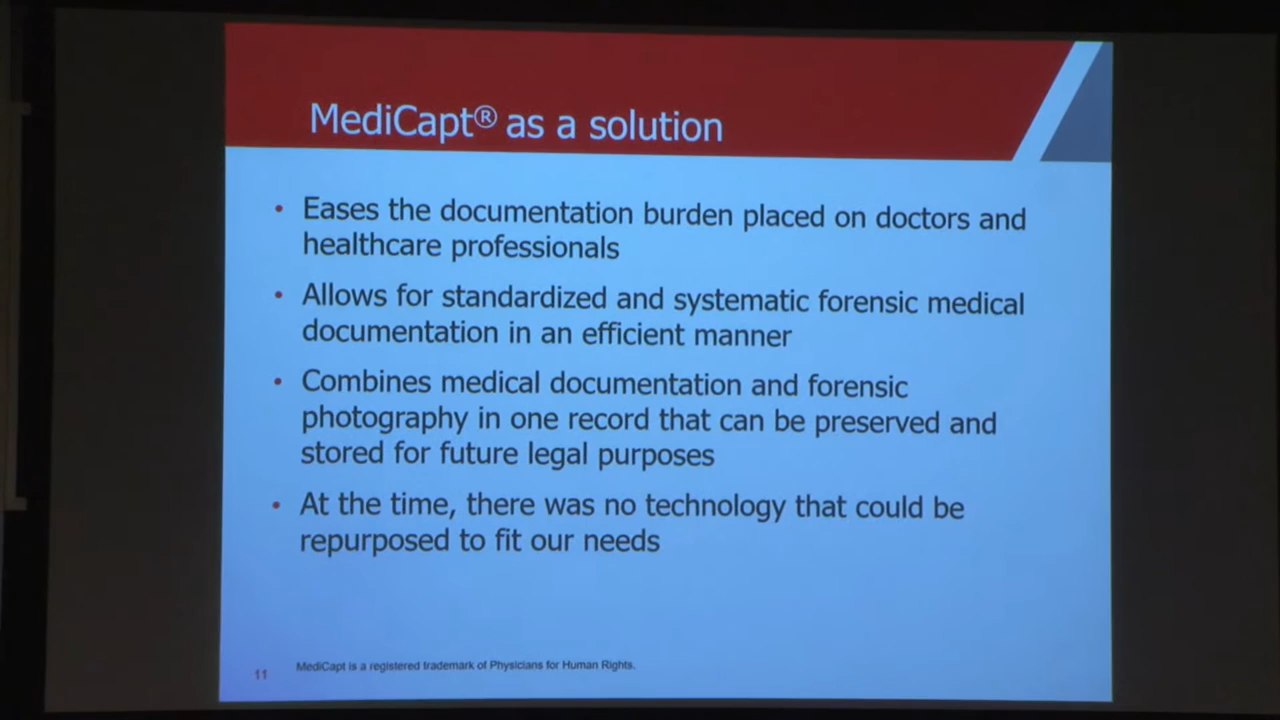 MediCapt® as a solution
• Eases the documentation burden placed on doctors and
healthcare professionals
• Allows for standardized and systematic forensic medical
documentation in an efficient manner
• Combines medical documentation and forensic
photography in one record that can be preserved and
stored for future legal purposes
• At the time, there was no technology that could be
repurposed to fit our needs
11
MediCapt is a registered trademark of Physicians for Human Rights.